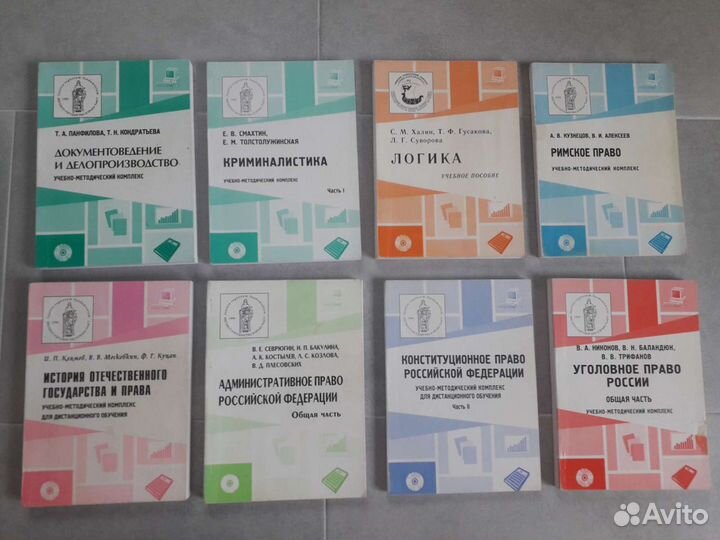 Т. А. ПАНФИЛОВА, Т. Н. КОНДРАТЬЕВА
ДОКУМЕНТОВЕДЕНИЕ
И ДЕЛОПРОИЗВОДСТВО
УЧЕБНО-МЕТОДИЧЕСКИЙ КОМПЛЕКС
Е. В. СМАХТИН,
Е. М. ТОЛСТОЛУЖИНСКАЯ
КРИМИНАЛИСТИКА
УЧЕБНО-МЕТОДИЧЕСКИЙ КОМПЛЕКС
Часть I
С. М. Халин, Т. Ф. Гусакова,
Л. Г. Суворова
ЛОГИКА
УЧЕБНОЕ ПОСОБИЕ
А. В. КУЗНЕЦОВ, В. И. АЛЕКСЕЕВ
РИМСКОЕ ПРАВО
УЧЕБНО-МЕТОДИЧЕСКИЙ КОМПЛЕКС
И. П. Климов, В. В. Московкин, Ф. Г. Куцан
ИСТОРИЯ ОТЕЧЕСТВЕННОГО
ГОСУДАРСТВА И ПРАВА
УЧЕБНО-МЕТОДИЧЕСКИЙ КОМПЛЕКС
ДЛЯ ДИСТАНЦИОННОГО ОБУЧЕНИЯ
В. Е. СЕВРЮГИН, Н. П. БАКУЛИНА,
А. К. КОСТЫЛЕВ, Л. С. КОЗЛОВА,
В. Д. ПЛЕСОВСКИХ
АДМИНИСТРАТИВНОЕ ПРАВО
РОССИЙСКОЙ ФЕДЕРАЦИИ
Общая часть
КОНСТИТУЦИОННОЕ ПРАВО
РОССИЙСКОЙ ФЕДЕРАЦИИ
УЧЕБНО-МЕТОДИЧЕСКИЙ КОМПЛЕКС
ДЛЯ ДИСТАНЦИОННОГО ОБУЧЕНИЯ
Часть II
В. А. НИКОНОВ, В. Н. БАЛАНДЮК,
В. В. ТРИФАНОВ
УГОЛОВНОЕ ПРАВО
РОССИИ
ОБЩАЯ ЧАСТЬ
УЧЕБНО-МЕТОДИЧЕСКИЙ КОМПЛЕКС
Avito